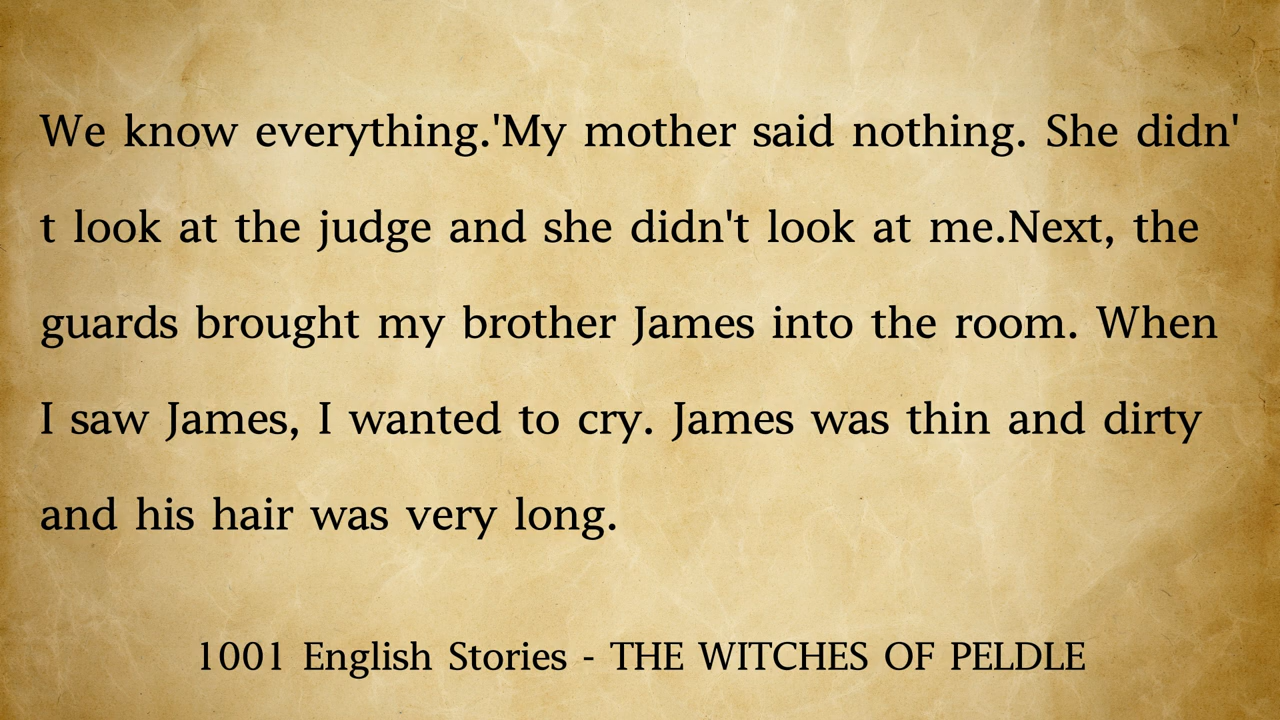 We know everything.'My mother said nothing. She didn'
t look at the judge and she didn't look at me.Next, the
guards brought my brother James into the room. When
I saw James, I wanted to cry. James was thin and dirty
and his hair was very long.
1001 English Stories - THE WITCHES OF PELDLE